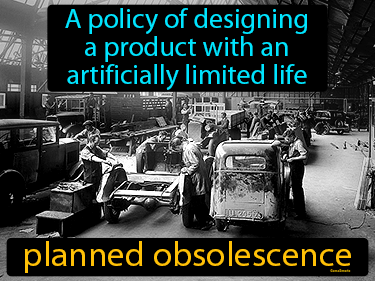 A policy of designing
a product with an
artificially limited life
planned obsolescence